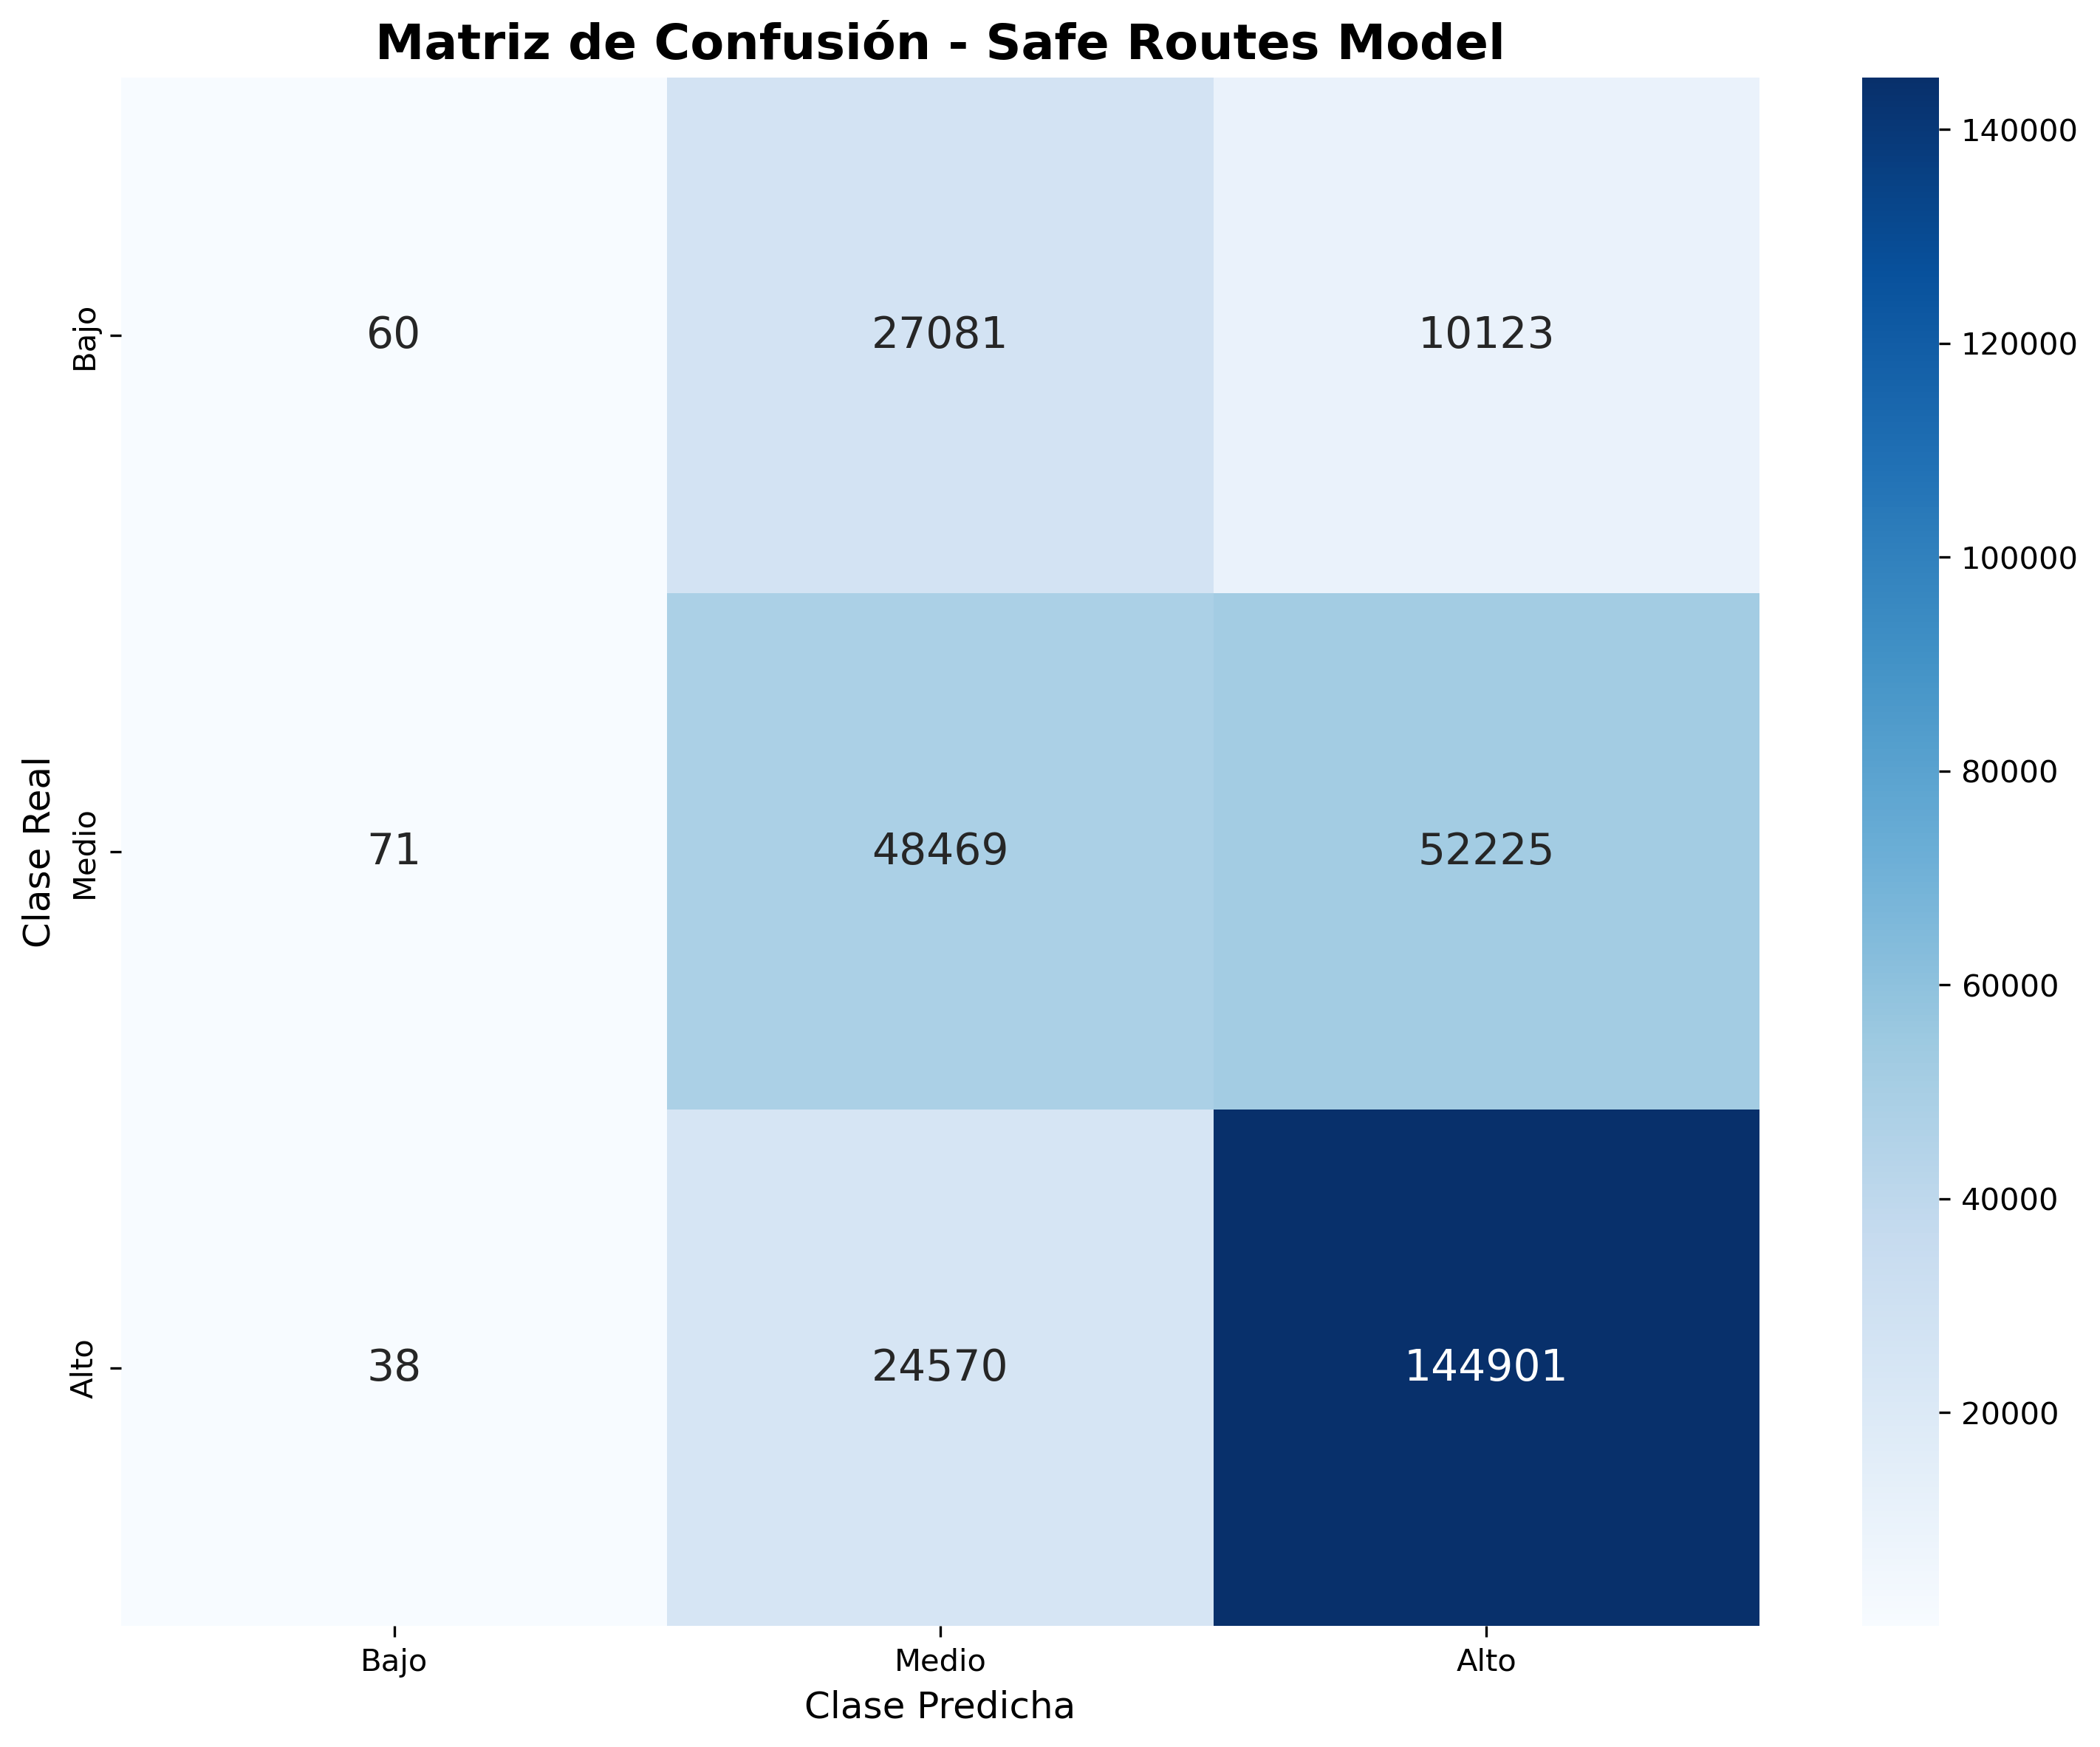 Matriz de Confusión - Safe Routes Model
140000
120000
100000
80000
60000
40000
20000
Clase Real
Bajo
60 27081 10123
Medio
71 48469 52225
Alto
38 24570 144901
Bajo Medio Alto
Clase Predicha